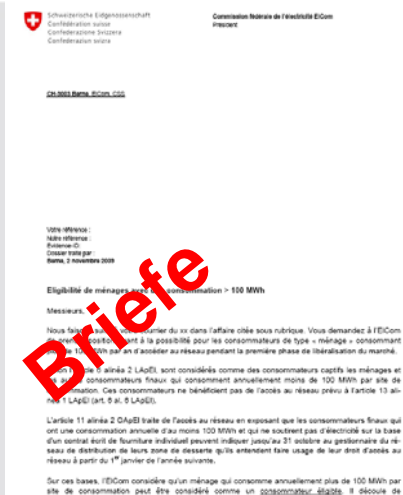 Schweizerische Eidgenossenschaft
Confédération suisse
Confederazione Svizzera
Confederaziun svizra
Commission fédérale de l'électricité ElCom
Président
CH-3003 Berne, ElCom, CSS
Votre référence :
Notre référence :
Dossier traité par :
Berne, 2 novembre 2009
Eligibilité de ménages avec consommation > 100 MWh
Messieurs,
Nous courrier du xx dans l'affaire citée sous rubrique. Vous demandez à l'ElCom
de position quant à la possibilité pour les consommateurs de type « ménage » consommant
de 100 MWh par an d'accéder au réseau pendant la première phase de libéralisation du marché.
6 alinéa 2 LApEl, sont considérés comme des consommateurs captifs les ménages et
consommateurs finaux qui consomment annuellement moins de 100 MWh par site de
consommation. Ces consommateurs ne bénéficient pas de l'accès au réseau prévu à l'article 13 ali-
néa 1 LApEl (art. 6 al. 6 LApEl).
L'article 11 alinéa 2 OApEl traite de l'accès au réseau en exposant que les consommateurs finaux qui
ont une consommation annuelle d'au moins 100 MWh et qui ne soutirent pas d'électricité sur la base
d'un contrat écrit de fourniture individuel peuvent indiquer jusqu'au 31 octobre au gestionnaire du ré-
seau de distribution de leurs zone de desserte qu'ils entendent faire usage de leur droit d'accès au
réseau à partir du 1er janvier de l'année suivante.
Sur ces bases, l'ElCom considère qu'un ménage qui consomme annuellement plus de 100 MWh par
site de consommation peut être considéré comme un consommateur éligible. Il découle de
Briefe